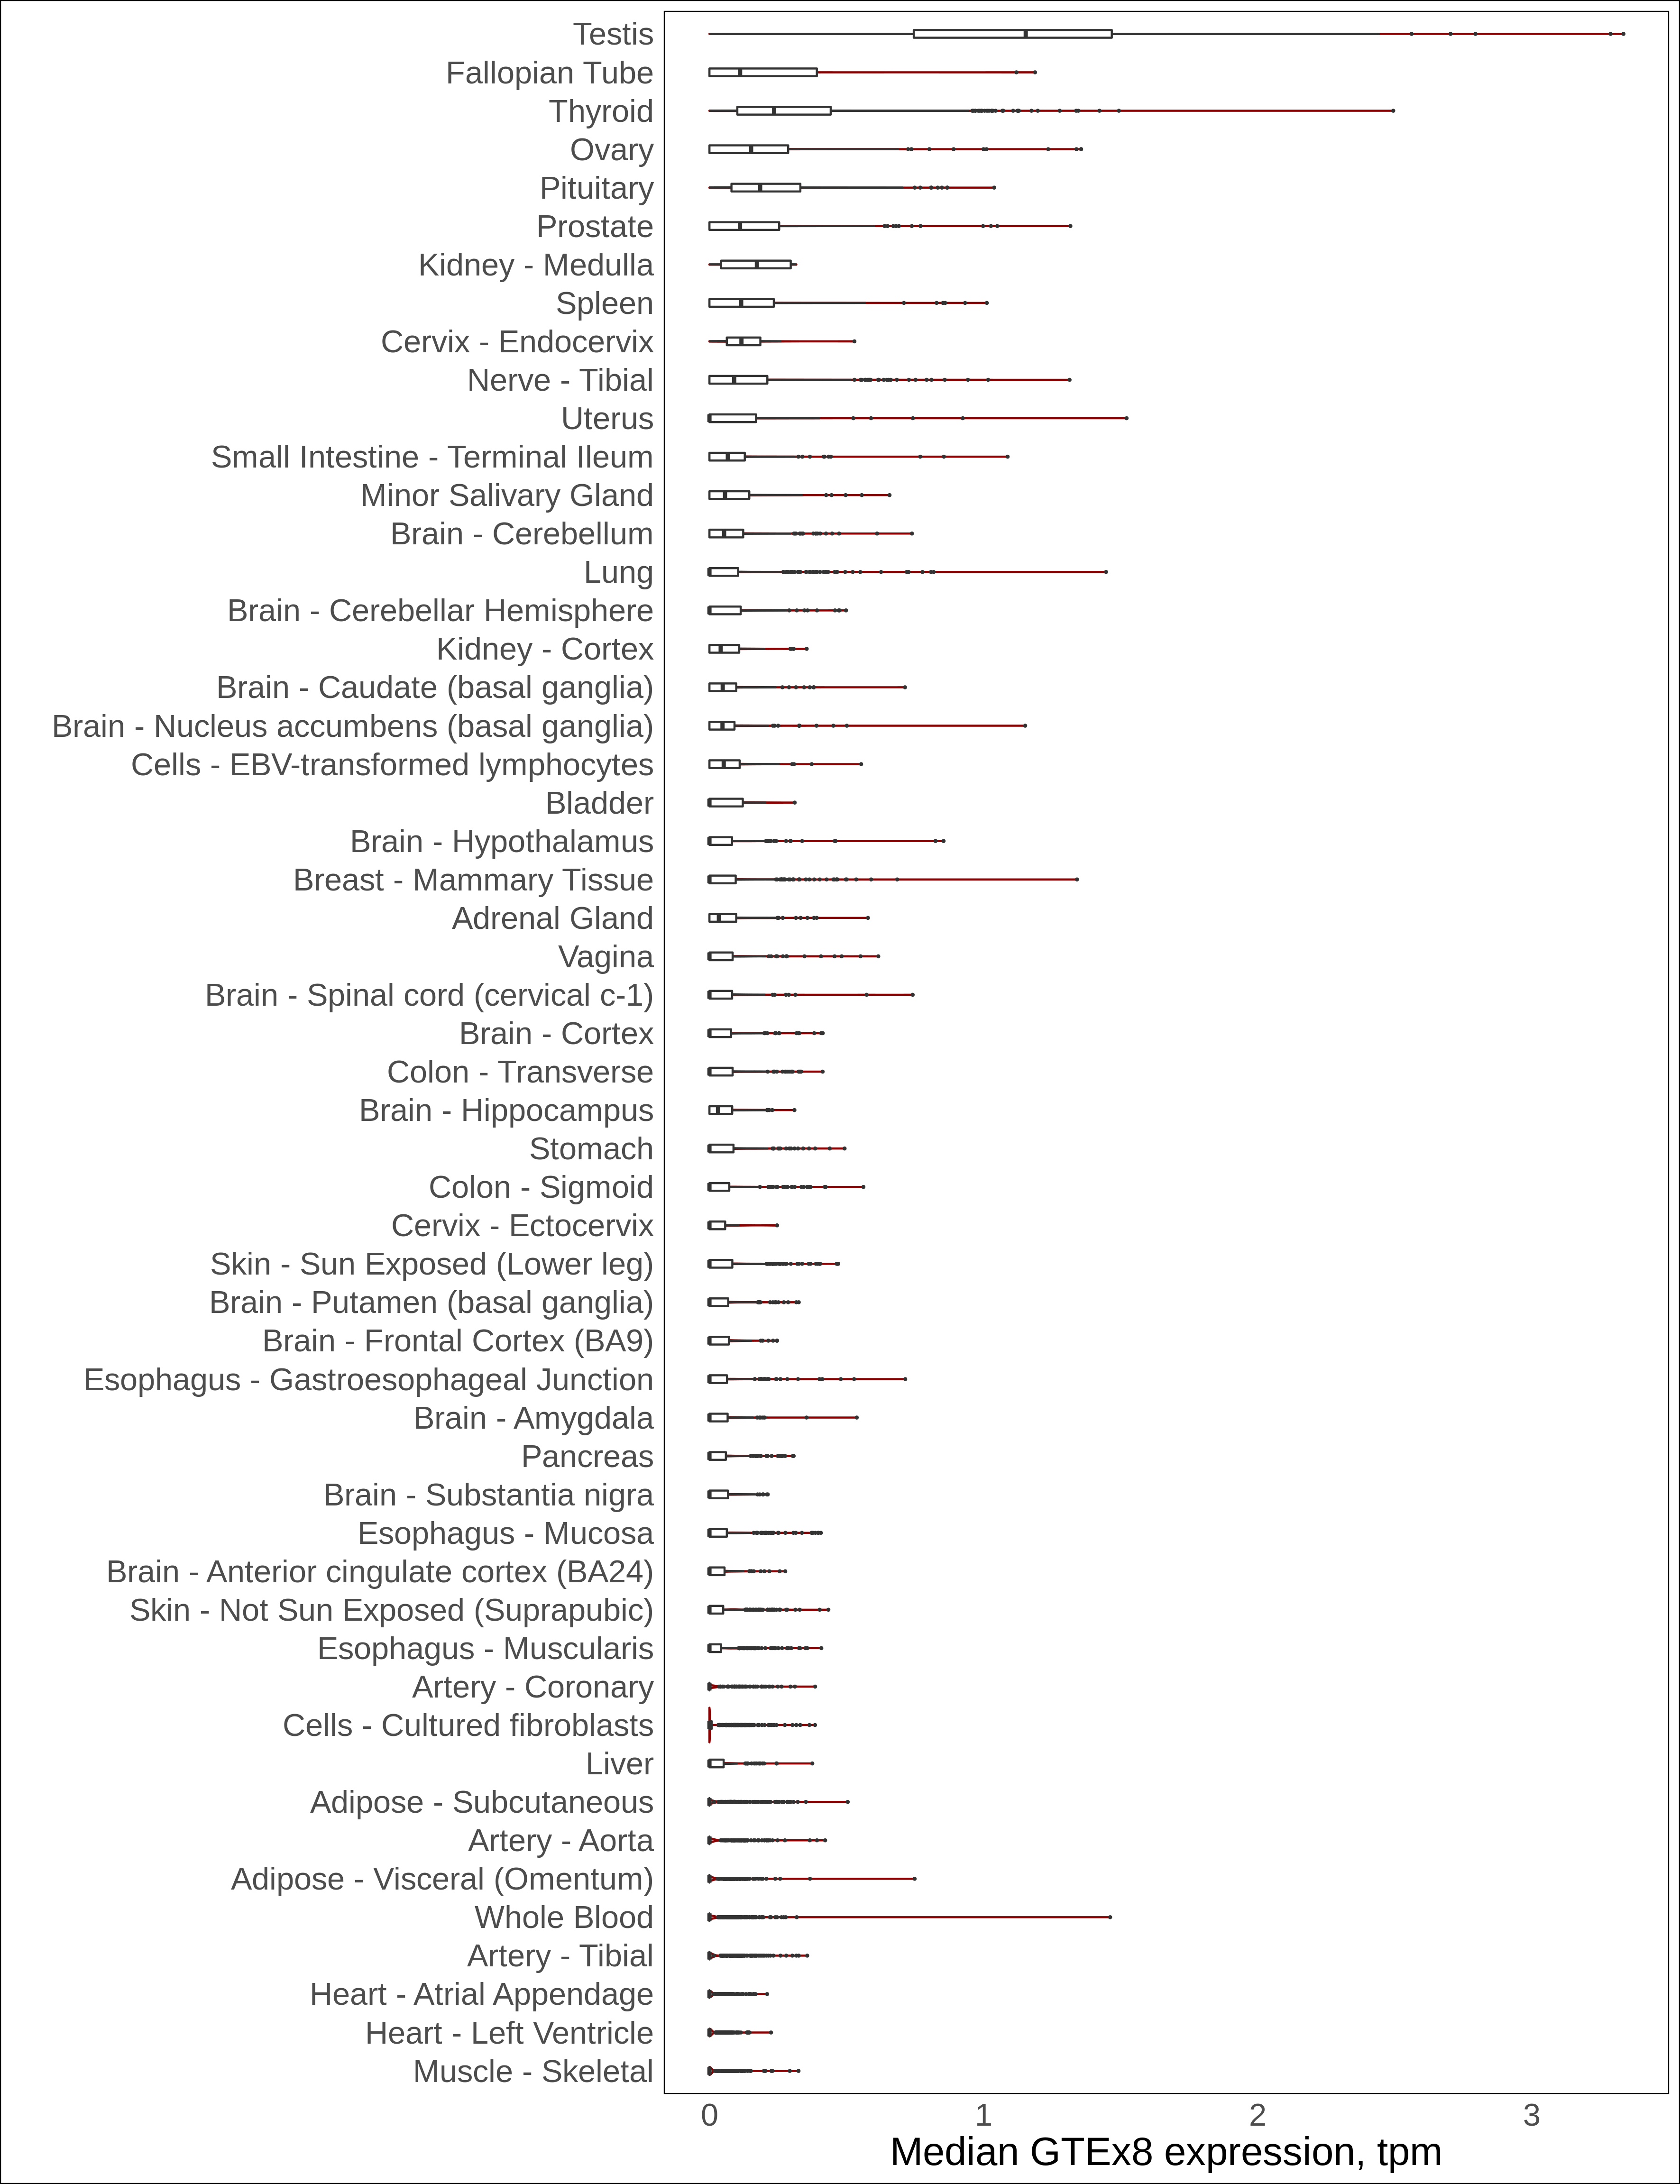 Testis
Fallopian Tube
Thyroid
Ovary
Pituitary
Prostate
Kidney - Medulla
Spleen
Cervix - Endocervix
Nerve - Tibial
Uterus
Small Intestine - Terminal Ileum
Minor Salivary Gland
Brain - Cerebellum
Lung
Brain - Cerebellar Hemisphere
Kidney - Cortex
Brain - Caudate (basal ganglia)
Brain - Nucleus accumbens (basal ganglia)
Cells - EBV-transformed lymphocytes
Bladder
Brain - Hypothalamus
Breast - Mammary Tissue
Adrenal Gland
Vagina
Brain - Spinal cord (cervical c-1)
Brain - Cortex
Colon - Transverse
Brain - Hippocampus
Stomach
Colon - Sigmoid
Cervix - Ectocervix
Skin - Sun Exposed (Lower leg)
Brain - Putamen (basal ganglia)
Brain - Frontal Cortex (BA9)
Esophagus - Gastroesophageal Junction
Brain - Amygdala
Pancreas
Brain - Substantia nigra
Esophagus - Mucosa
Brain - Anterior cingulate cortex (BA24)
Skin - Not Sun Exposed (Suprapubic)
Esophagus - Muscularis
Artery - Coronary
Cells - Cultured fibroblasts
Liver
Adipose - Subcutaneous
Artery - Aorta
Adipose - Visceral (Omentum)
Whole Blood
Artery - Tibial
Heart - Atrial Appendage
Heart - Left Ventricle
Muscle - Skeletal
0 1 2 3
Median GTEx8 expression, tpm